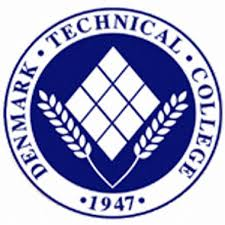 DENMARK • TECHNICAL • COLLEGE
• 1947 •